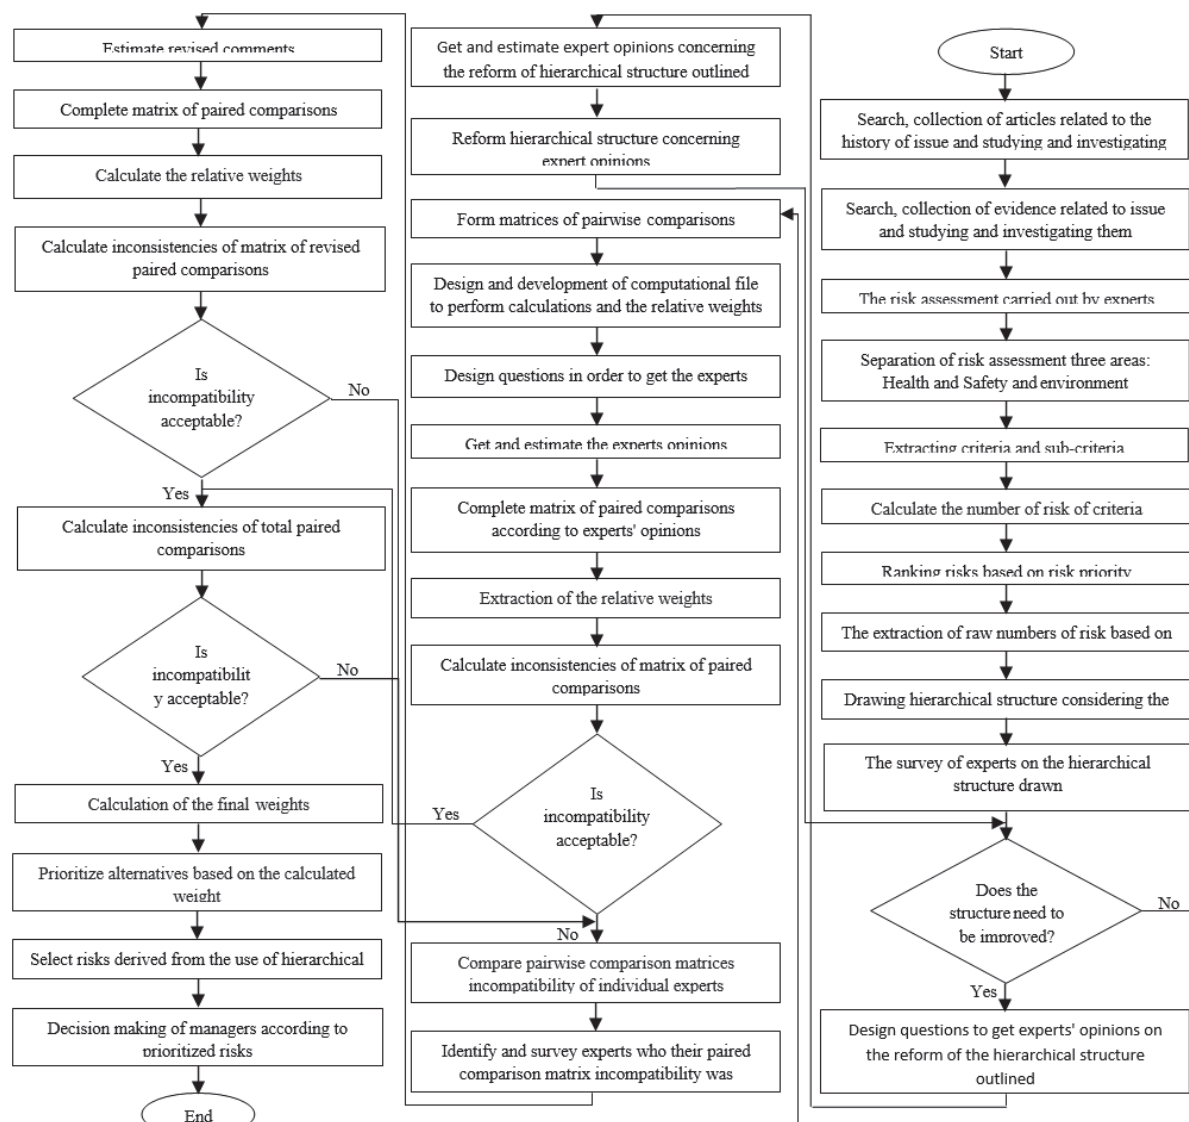 Start
Search, collection of articles related to the
history of issue and studying and investigating
Search, collection of evidence related to issue
and studying and investigating them
The risk assessment carried out by experts
Separation of risk assessment three areas:
Health and Safety and environment
Extracting criteria and sub-criteria
Calculate the number of risk of criteria
Ranking risks based on risk priority
The extraction of raw numbers of risk based on
Drawing hierarchical structure considering the
The survey of experts on the hierarchical
structure drawn
Does the
structure need to
be improved?
No
Yes
Design questions to get experts' opinions on
the reform of the hierarchical structure
outlined
Get and estimate expert opinions concerning
the reform of hierarchical structure outlined
Reform hierarchical structure concerning
expert opinions
Form matrices of pairwise comparisons
Design and development of computational file
to perform calculations and the relative weights
Design questions in order to get the experts
Get and estimate the experts opinions
Complete matrix of paired comparisons
according to experts' opinions
Extraction of the relative weights
Calculate inconsistencies of matrix of paired
comparisons
Is
incompatibility
acceptable?
Yes
No
Compare pairwise comparison matrices
incompatibility of individual experts
Identify and survey experts who their paired
comparison matrix incompatibility was
Estimate revised comments
Complete matrix of paired comparisons
Calculate the relative weights
Calculate inconsistencies of matrix of revised
paired comparisons
Is
incompatibility
acceptable?
No
Yes
Calculate inconsistencies of total paired
comparisons
Is
incompatibilit
y acceptable?
No
Yes
Calculation of the final weights
Prioritize alternatives based on the calculated
weight
Select risks derived from the use of hierarchical
Decision making of managers according to
prioritized risks
End